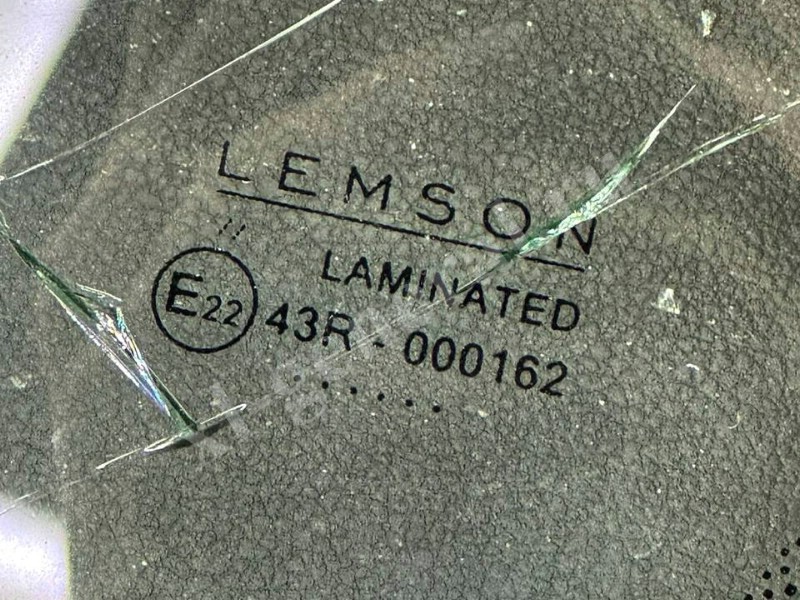 LEMSON
///
LAMINATED
E22 43R - 000162
.....